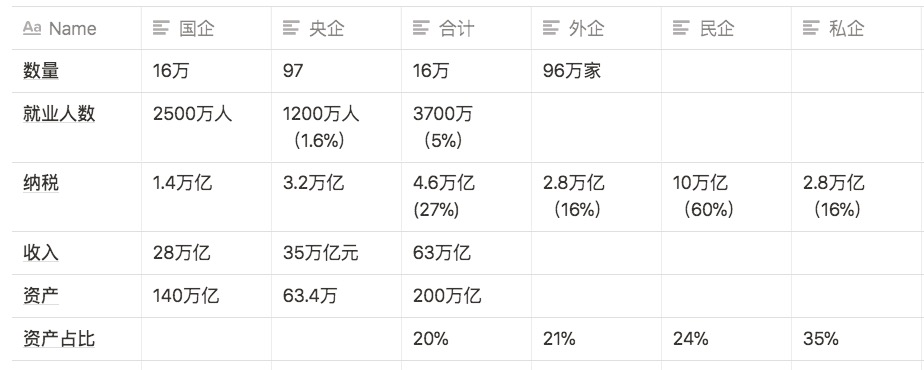 Aa Name 国企 央企 合计 外企 民企 私企
数量 16万 97 16万 96万家
就业人数 2500万人 1200万人 3700万
（1.6%） （5%）
纳税 1.4万亿 3.2万亿 4.6万亿 2.8万亿 10万亿 2.8万亿
(27%) （16%） （60%） （16%）
收入 28万亿 35万亿元 63万亿
资产 140万亿 63.4万 200万亿
资产占比 20% 21% 24% 35%